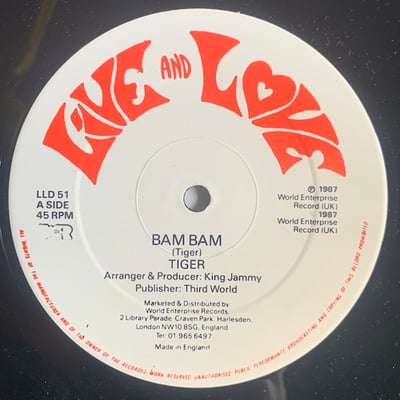 LIVE AND LOVE
LLD 51
A SIDE
45 RPM
℗ 1987
World Enterprise
Record (UK)
© 1987
World Enterprise
Record (UK)
BAM BAM
(Tiger)
TIGER
Arranger & Producer: King Jammy
Publisher: Third World
Marketed & Distributed by
World Enterprise Records,
2 Library Parade, Craven Park, Harlesden,
London NW10 8SG, England
Tel: 01 965 6497
Made in England
ALL RIGHTS OF THE MANUFACTURER AND OF THE OWNER OF THE RECORDED WORK RESERVED UNAUTHORISED PUBLIC PERFORMANCE BROADCASTING AND COPYING OF THIS RECORD PROHIBITED